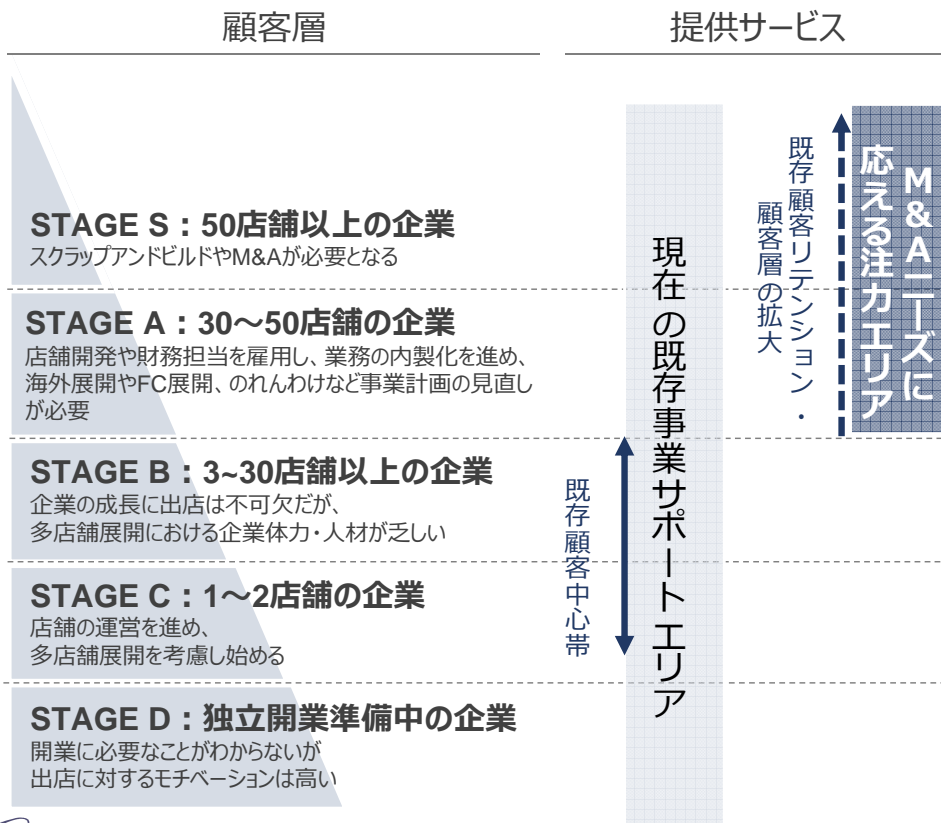 顧客層
提供サービス
STAGE S：50店舗以上の企業
スクラップアンドビルドやM&Aが必要となる
STAGE A：30～50店舗の企業
店舗開発や財務担当を雇用し、業務の内製化を進め、
海外展開やFC展開、のれんわけなど事業計画の見直し
が必要
STAGE B：3~30店舗以上の企業
企業の成長に出店は不可欠だが、
多店舗展開における企業体力・人材が乏しい
STAGE C：1～2店舗の企業
店舗の運営を進め、
多店舗展開を考慮し始める
STAGE D：独立開業準備中の企業
開業に必要なことがわからないが
出店に対するモチベーションは高い
既存顧客中心帯
現在の既存事業サポートエリア
既存顧客リテンション・
顧客層の拡大
M&Aニーズに
応える注力エリア